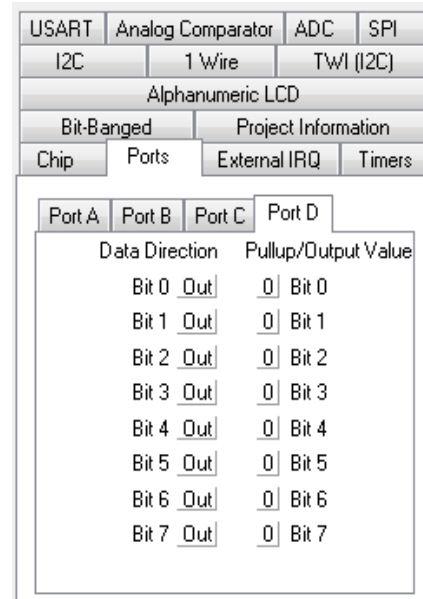 USART Analog Comparator ADC SPI
I2C 1 Wire TWI (I2C)
Alphanumeric LCD
Bit-Banged Project Information
Chip Ports External IRQ Timers
Port A Port B Port C Port D
Data Direction Pullup/Output Value
Bit 0 Out 0 Bit 0
Bit 1 Out 0 Bit 1
Bit 2 Out 0 Bit 2
Bit 3 Out 0 Bit 3
Bit 4 Out 0 Bit 4
Bit 5 Out 0 Bit 5
Bit 6 Out 0 Bit 6
Bit 7 Out 0 Bit 7